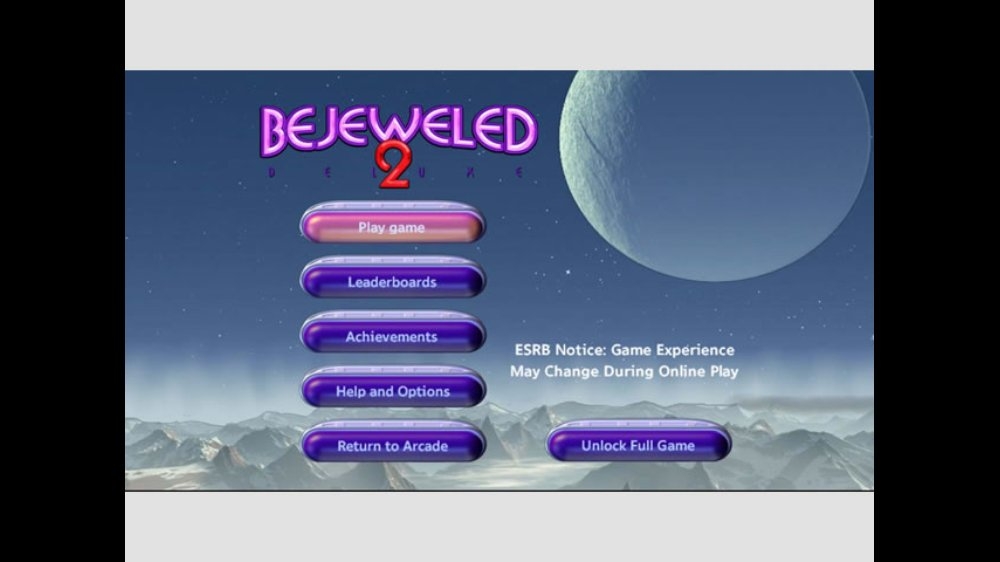 BEJEWELED
2
DELUXE
Play game
Leaderboards
Achievements
ESRB Notice: Game Experience
May Change During Online Play
Help and Options
Return to Arcade
Unlock Full Game